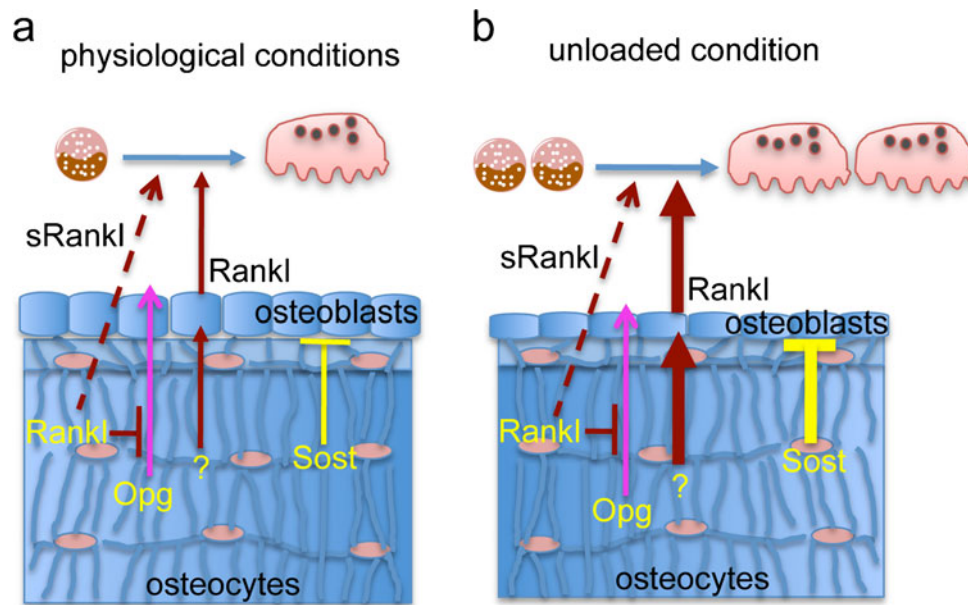 a
physiological conditions
sRankl
Rankl
osteoblasts
Rankl
Opg
?
Sost
osteocytes
b
unloaded condition
sRankl
Rankl
osteoblasts
Rankl
Opg
?
Sost
osteocytes